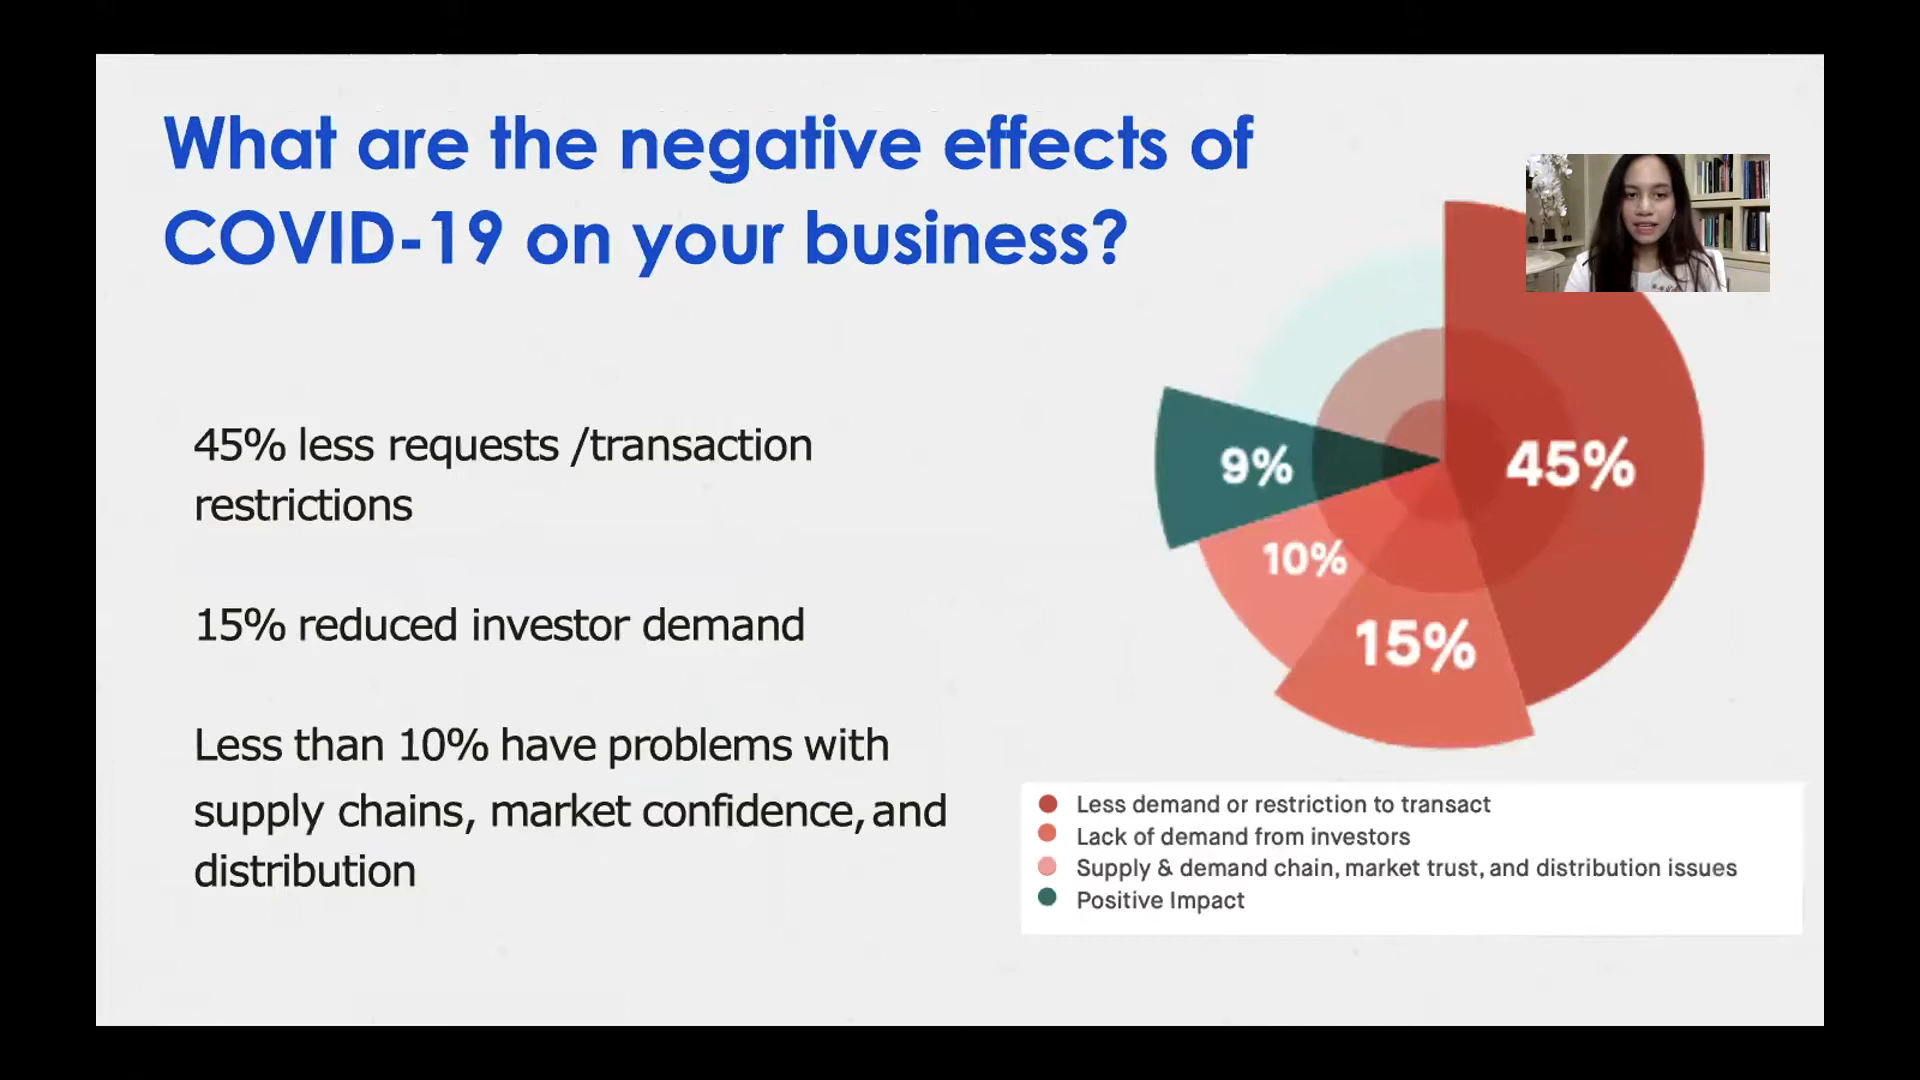 What are the negative effects of
COVID-19 on your business?
45% less requests /transaction
restrictions
15% reduced investor demand
Less than 10% have problems with
supply chains, market confidence, and
distribution
45%
9%
10%
15%
Less demand or restriction to transact
Lack of demand from investors
Supply & demand chain, market trust, and distribution issues
Positive Impact